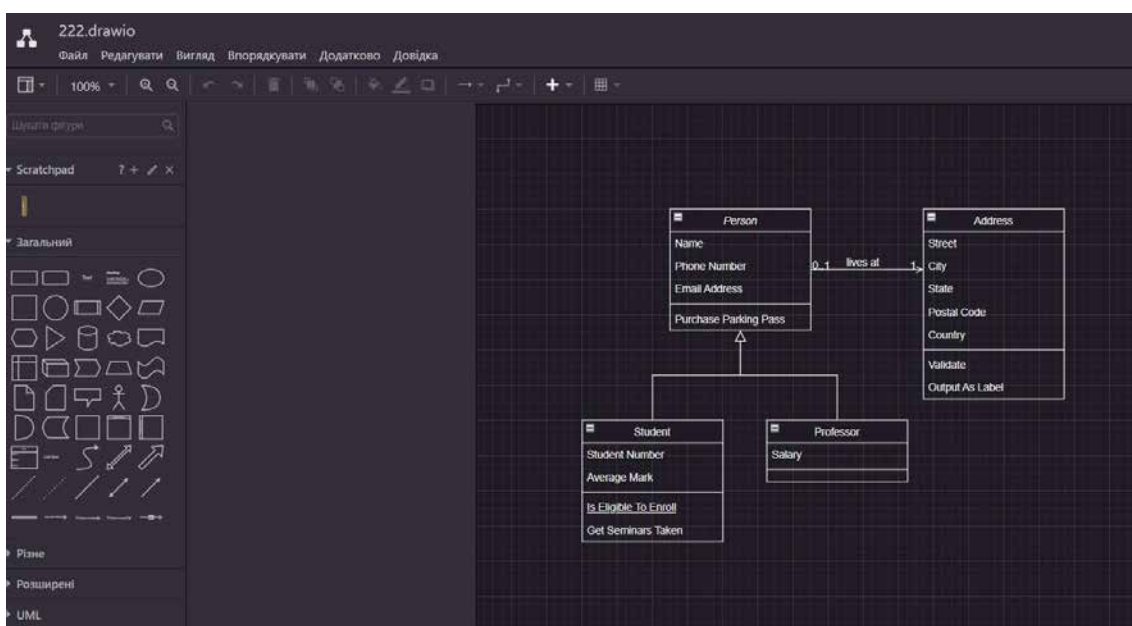 222.drawio
Файл Редагувати Вигляд Впорядкувати Додатково Довідка
100%
Шукати фігури
Scratchpad ? + ×
Загальний
Різне
Розширені
UML
Person
Name
Phone Number
Email Address
Purchase Parking Pass
0..1 lives at 1
Address
Street
City
State
Postal Code
Country
Validate
Output As Label
Student
Student Number
Average Mark
Is Eligible To Enroll
Get Seminars Taken
Professor
Salary